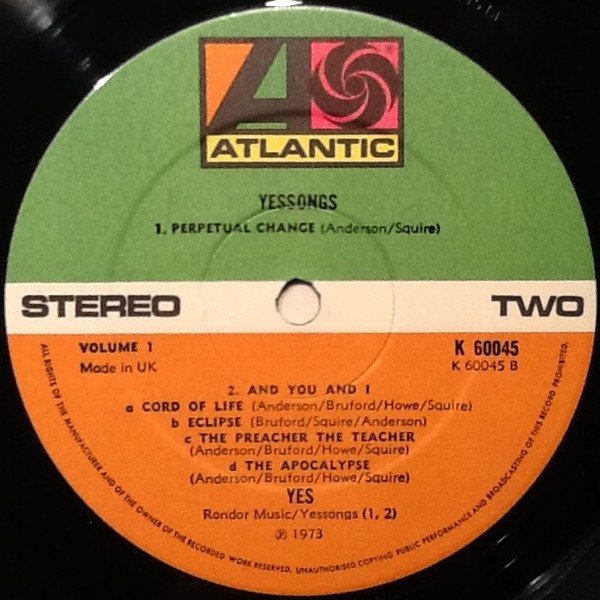 ATLANTIC
YESSONGS
1. PERPETUAL CHANGE (Anderson/Squire)
STEREO TWO
VOLUME 1 K 60045
Made in UK K 60045 B
2. AND YOU AND I
a CORD OF LIFE (Anderson/Bruford/Howe/Squire)
b ECLIPSE (Bruford/Squire/Anderson)
c THE PREACHER THE TEACHER
(Anderson/Bruford/Howe/Squire)
d THE APOCALYPSE
(Anderson/Bruford/Howe/Squire)
YES
Rondor Music/Yessongs (1, 2)
℗ 1973
ALL RIGHTS OF THE MANUFACTURER AND OF THE OWNER OF THE RECORDED WORK RESERVED. UNAUTHORISED COPYING PUBLIC PERFORMANCE AND BROADCASTING OF THIS RECORD PROHIBITED.